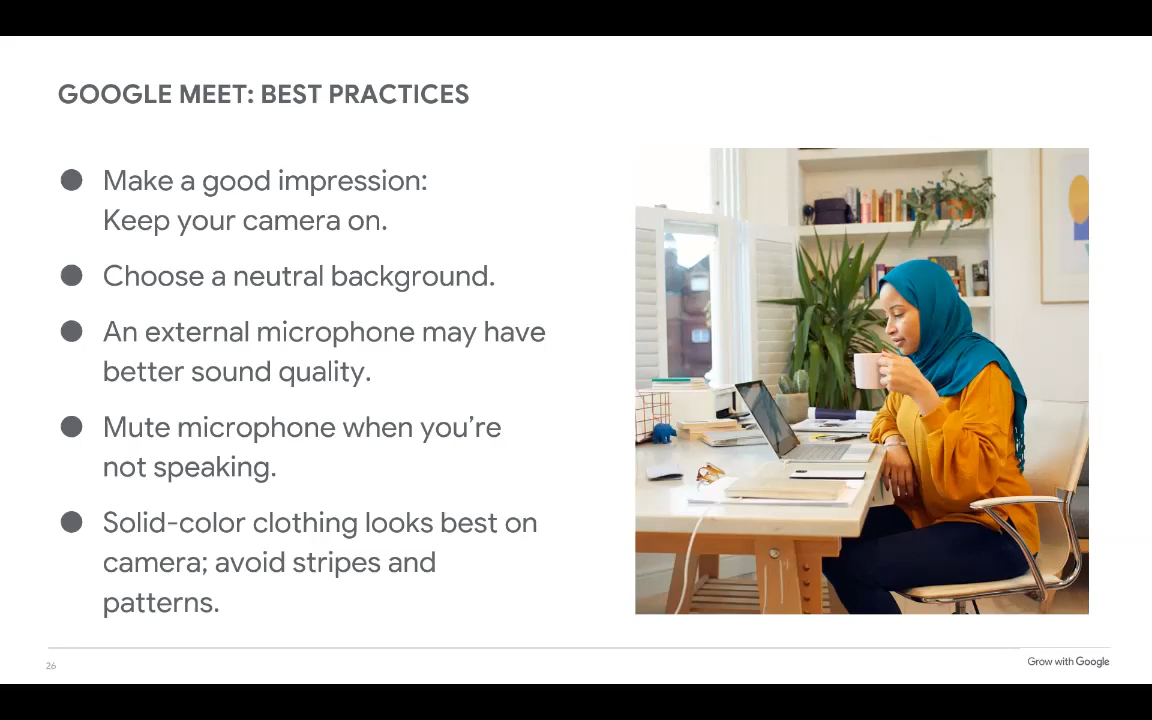 GOOGLE MEET: BEST PRACTICES
● Make a good impression:
Keep your camera on.
● Choose a neutral background.
● An external microphone may have
better sound quality.
● Mute microphone when you’re
not speaking.
● Solid-color clothing looks best on
camera; avoid stripes and
patterns.
26
Grow with Google